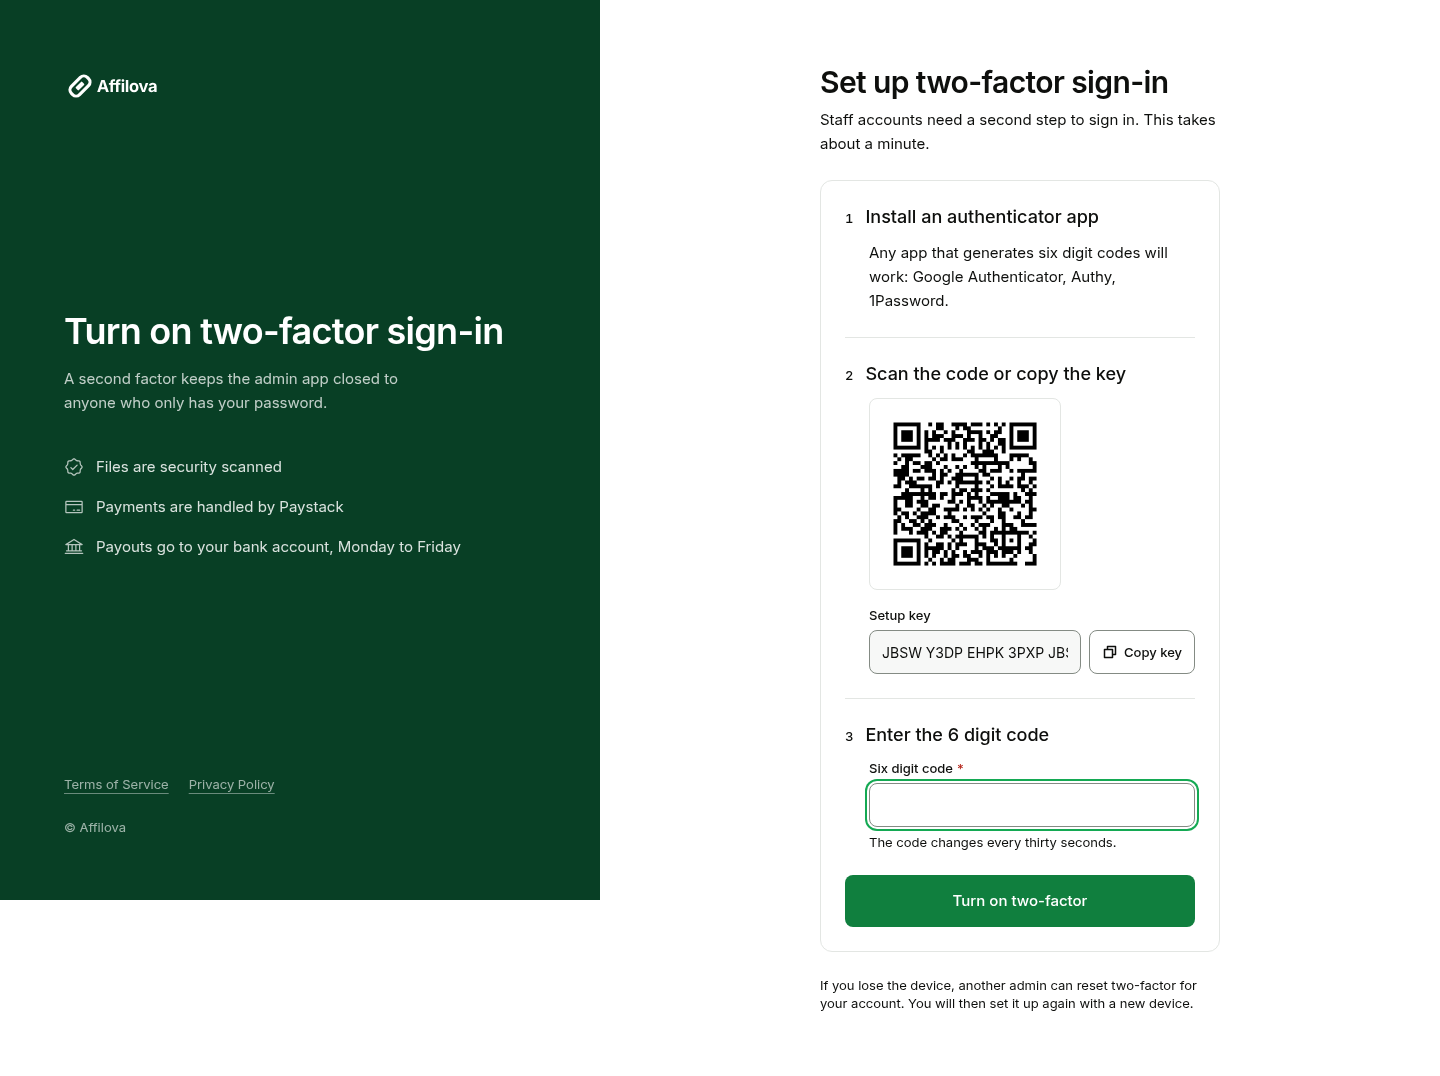 Affilova
Turn on two-factor sign-in
A second factor keeps the admin app closed to
anyone who only has your password.
Files are security scanned
Payments are handled by Paystack
Payouts go to your bank account, Monday to Friday
Terms of Service Privacy Policy
© Affilova
Set up two-factor sign-in
Staff accounts need a second step to sign in. This takes
about a minute.
1 Install an authenticator app
Any app that generates six digit codes will
work: Google Authenticator, Authy,
1Password.
2 Scan the code or copy the key
Setup key
JBSW Y3DP EHPK 3PXP JBS
Copy key
3 Enter the 6 digit code
Six digit code *
The code changes every thirty seconds.
Turn on two-factor
If you lose the device, another admin can reset two-factor for
your account. You will then set it up again with a new device.